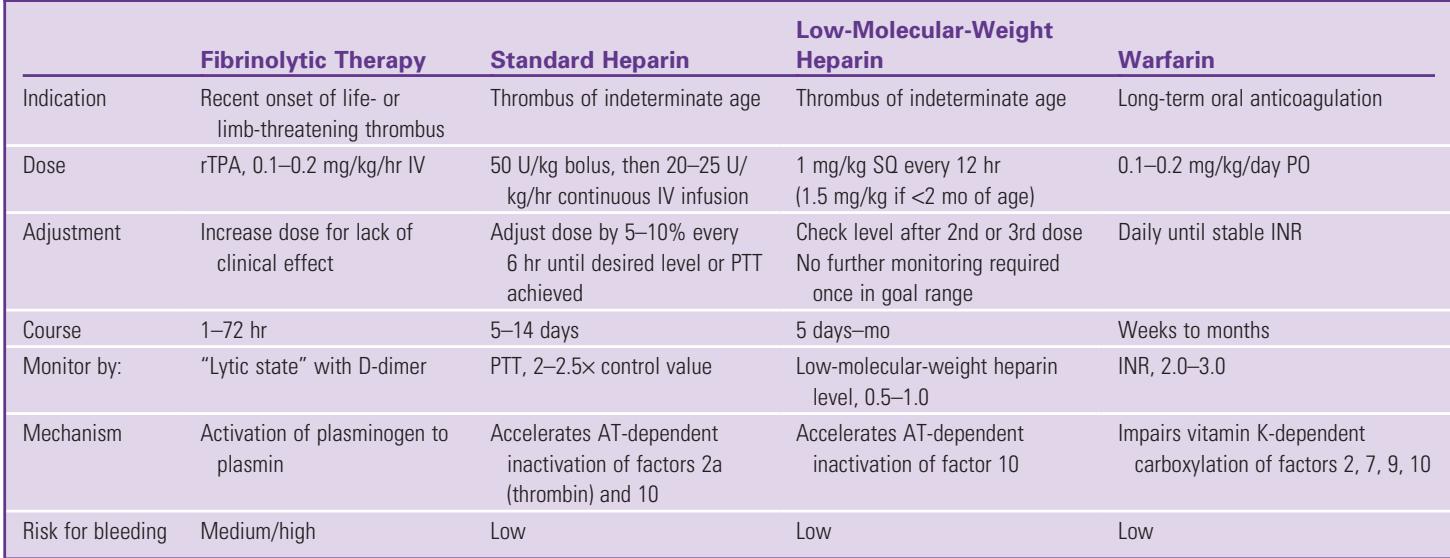 Fibrinolytic Therapy Standard Heparin Low-Molecular-Weight Heparin Warfarin
Indication
Recent onset of life- or
limb-threatening thrombus
Thrombus of indeterminate age
Thrombus of indeterminate age
Long-term oral anticoagulation
Dose
rTPA, 0.1–0.2 mg/kg/hr IV
50 U/kg bolus, then 20–25 U/
kg/hr continuous IV infusion
1 mg/kg SQ every 12 hr
(1.5 mg/kg if <2 mo of age)
0.1–0.2 mg/kg/day PO
Adjustment
Increase dose for lack of
clinical effect
Adjust dose by 5–10% every
6 hr until desired level or PTT
achieved
Check level after 2nd or 3rd dose
No further monitoring required
once in goal range
Daily until stable INR
Course
1–72 hr
5–14 days
5 days–mo
Weeks to months
Monitor by:
“Lytic state” with D-dimer
PTT, 2–2.5× control value
Low-molecular-weight heparin
level, 0.5–1.0
INR, 2.0–3.0
Mechanism
Activation of plasminogen to
plasmin
Accelerates AT-dependent
inactivation of factors 2a
(thrombin) and 10
Accelerates AT-dependent
inactivation of factor 10
Impairs vitamin K-dependent
carboxylation of factors 2, 7, 9, 10
Risk for bleeding
Medium/high
Low
Low
Low